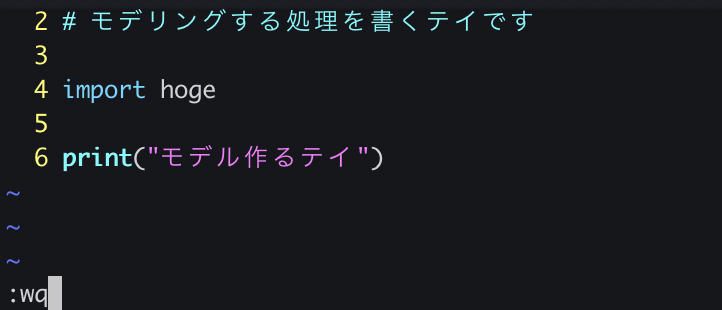 2 # モデリングする処理を書くテイです
3
4 import hoge
5
6 print("モデル作るテイ")
~
~
~
:wq